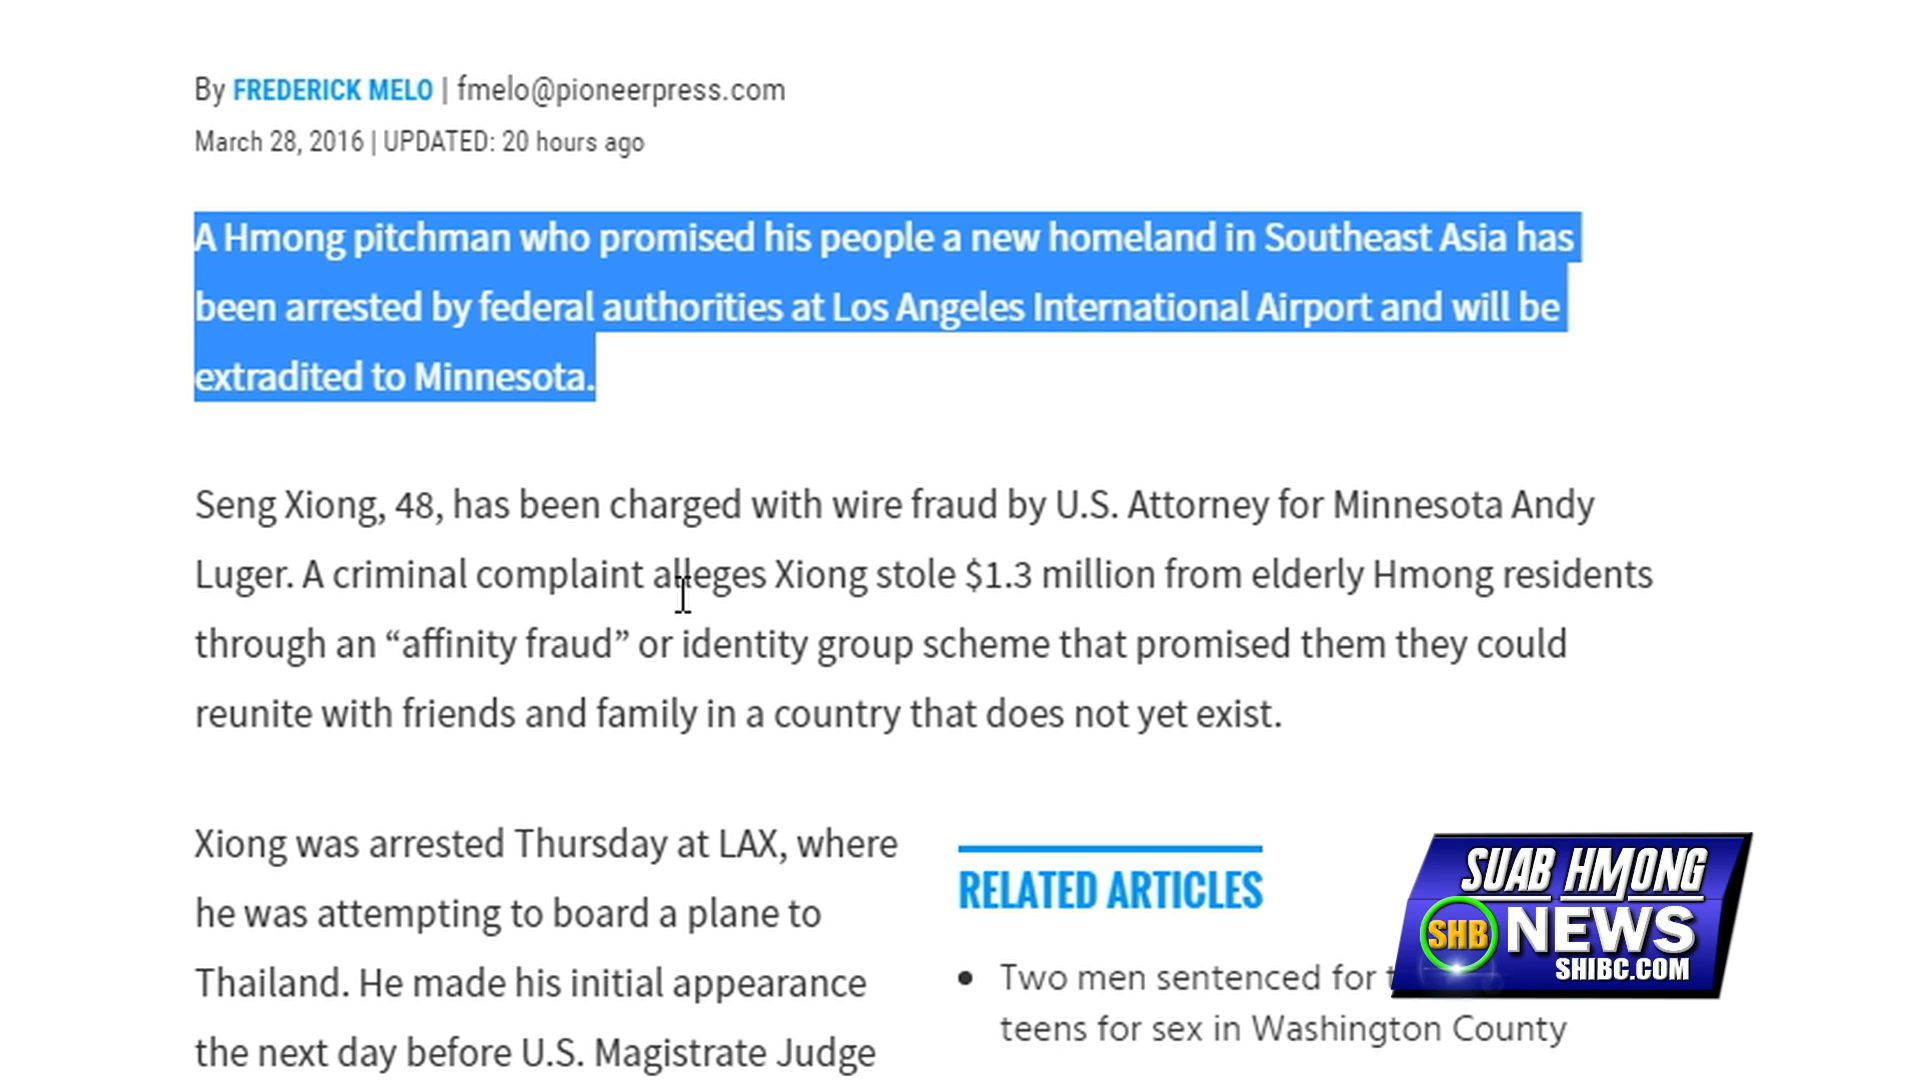 By FREDERICK MELO | fmelo@pioneerpress.com
March 28, 2016 | UPDATED: 20 hours ago
A Hmong pitchman who promised his people a new homeland in Southeast Asia has
been arrested by federal authorities at Los Angeles International Airport and will be
extradited to Minnesota.
Seng Xiong, 48, has been charged with wire fraud by U.S. Attorney for Minnesota Andy
Luger. A criminal complaint alleges Xiong stole $1.3 million from elderly Hmong residents
through an “affinity fraud” or identity group scheme that promised them they could
reunite with friends and family in a country that does not yet exist.
Xiong was arrested Thursday at LAX, where
he was attempting to board a plane to
Thailand. He made his initial appearance
the next day before U.S. Magistrate Judge
RELATED ARTICLES
• Two men sentenced for
teens for sex in Washington County
SUAB HMONG
SHB NEWS
SHIBC.COM